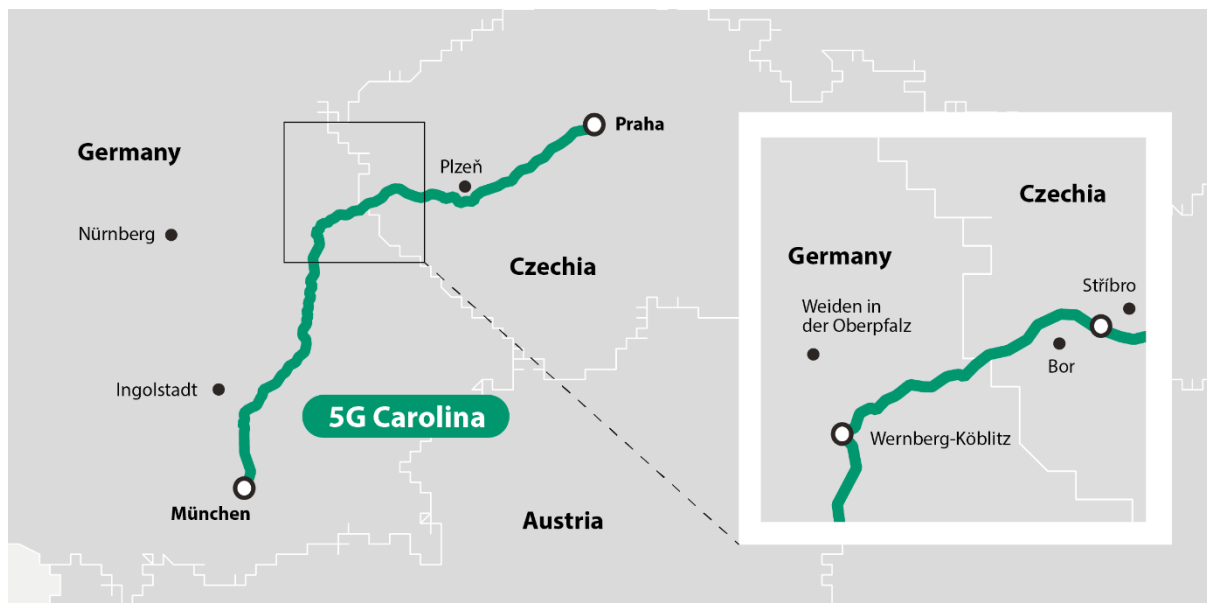 Praha
Germany
Plzeň
Nürnberg
Czechia
Ingolstadt
5G Carolina
München
Austria
Czechia
Germany
Stříbro
Weiden in
der Oberpfalz
Bor
Wernberg-Köblitz